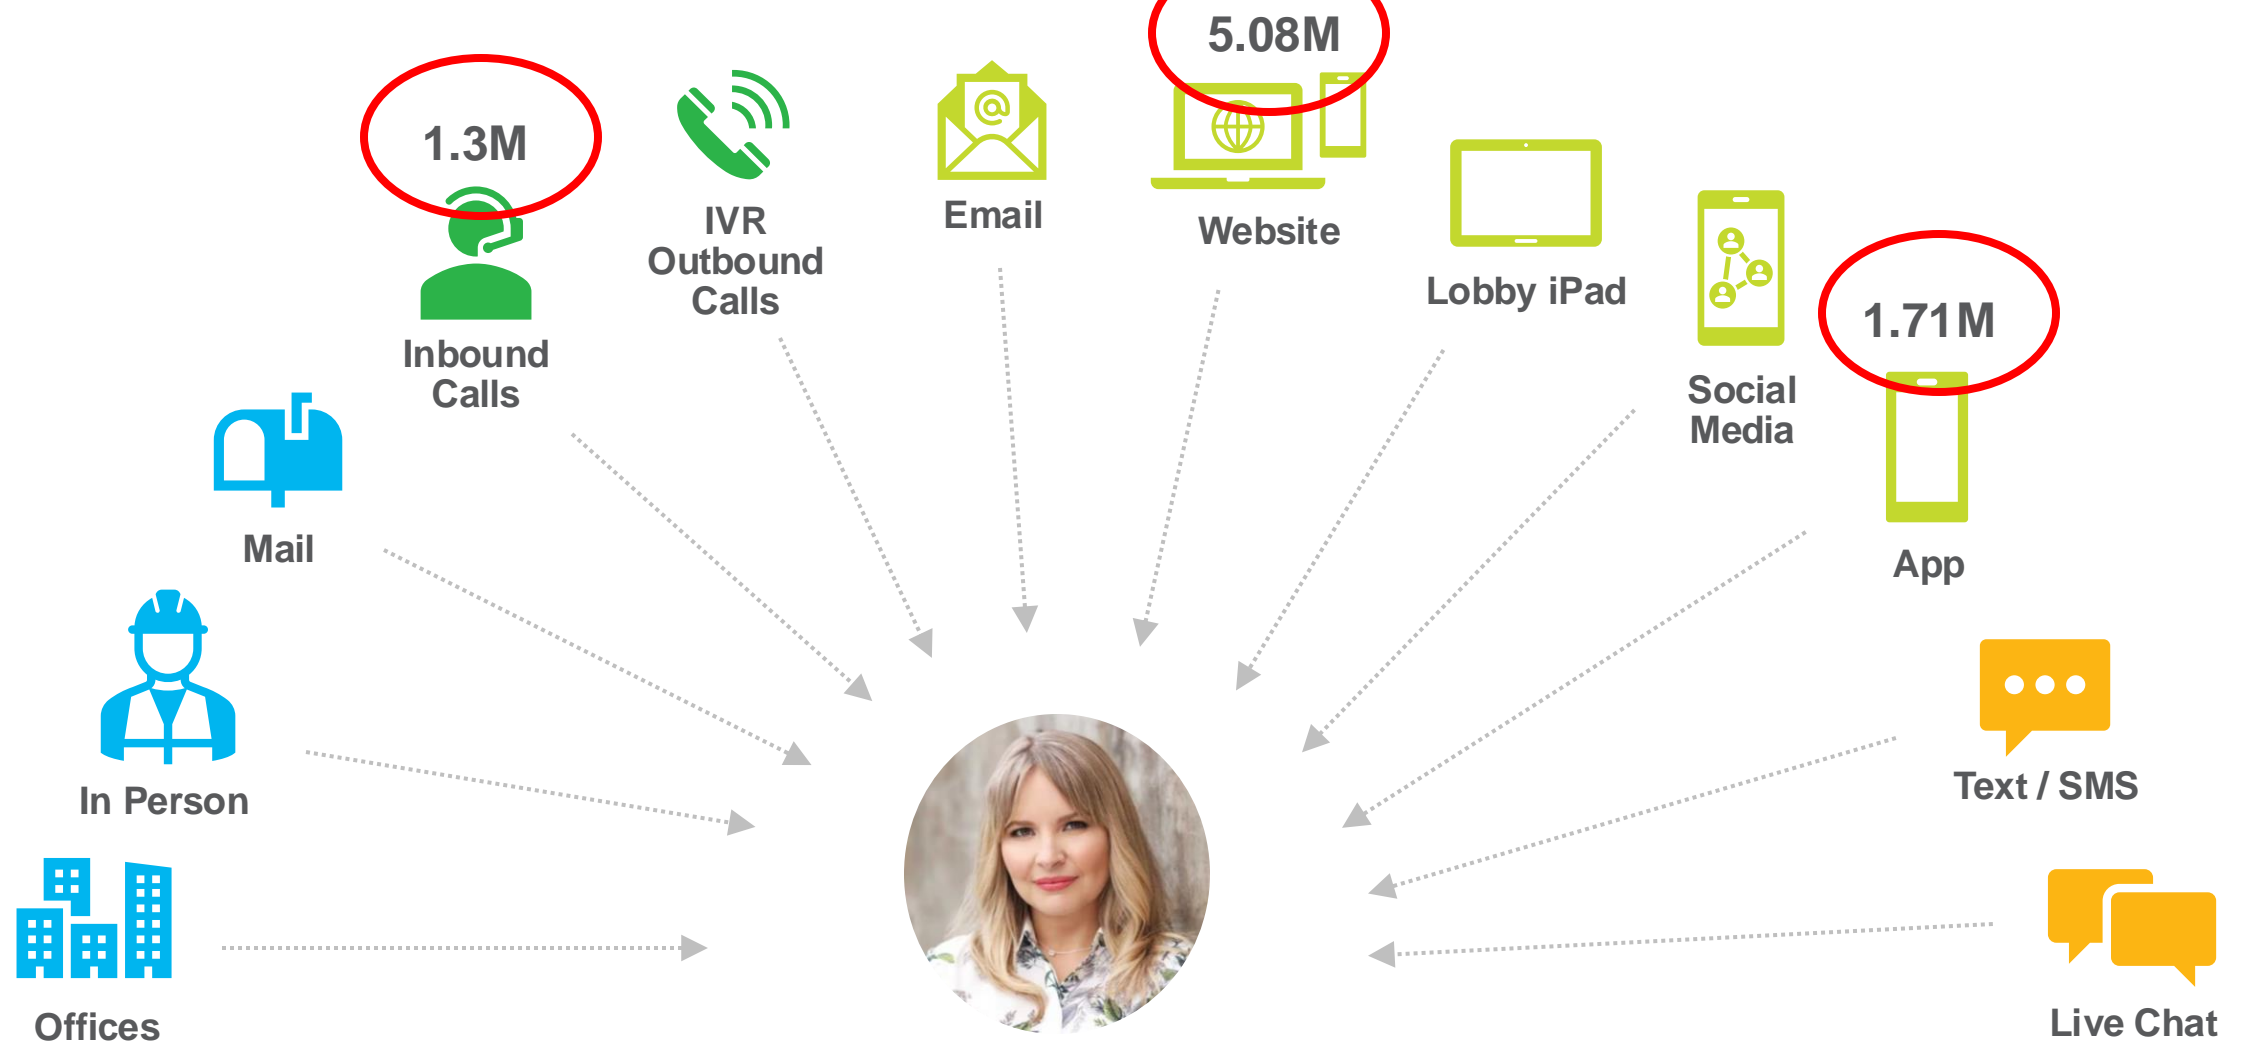 5.08M
1.3M
IVR
Outbound
Calls
Email
Website
Lobby iPad
1.71M
Inbound
Calls
Social
Media
Mail
App
In Person
Text / SMS
Offices
Live Chat